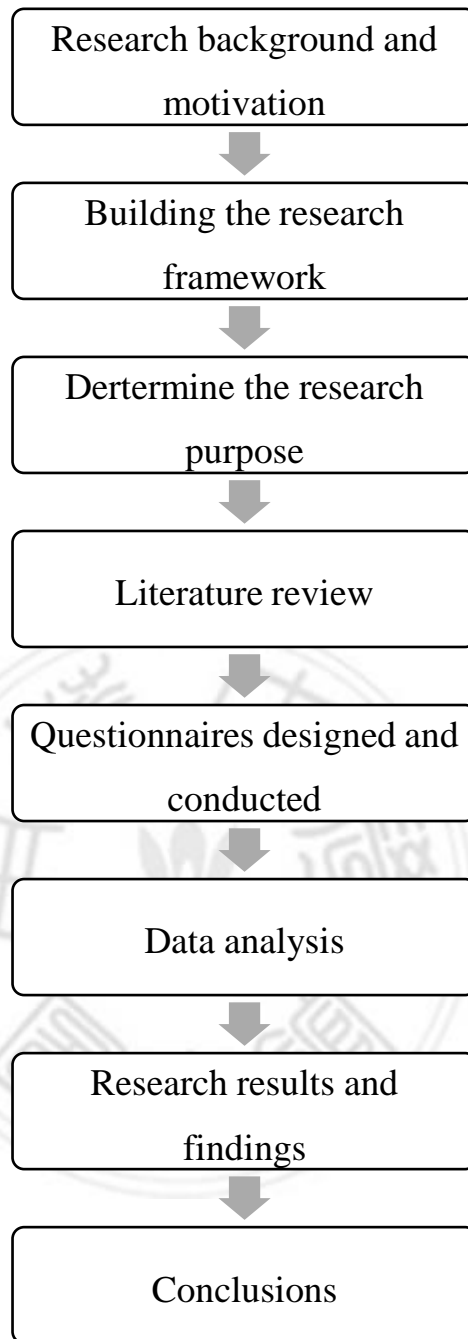 Research background and
motivation
Building the research
framework
Dertermine the research
purpose
Literature review
Questionnaires designed and
conducted
Data analysis
Research results and
findings
Conclusions